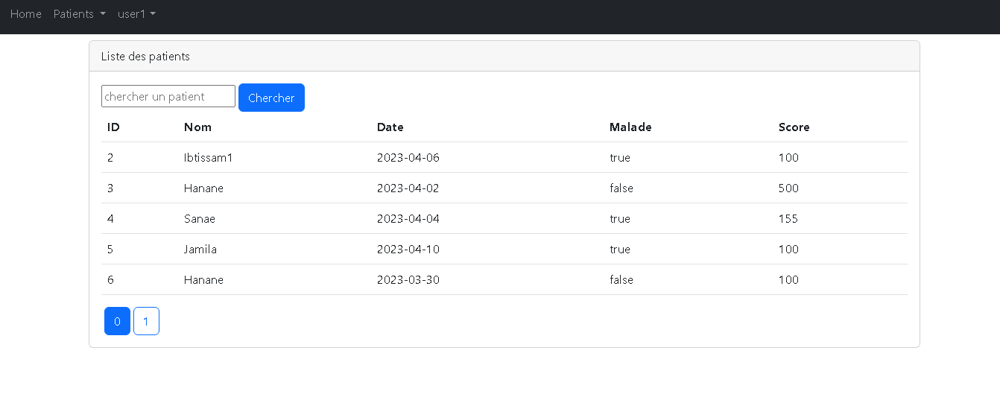 Home Patients user1
Liste des patients
chercher un patient Chercher
ID Nom Date Malade Score
2 Ibtissam1 2023-04-06 true 100
3 Hanane 2023-04-02 false 500
4 Sanae 2023-04-04 true 155
5 Jamila 2023-04-10 true 100
6 Hanane 2023-03-30 false 100
0 1